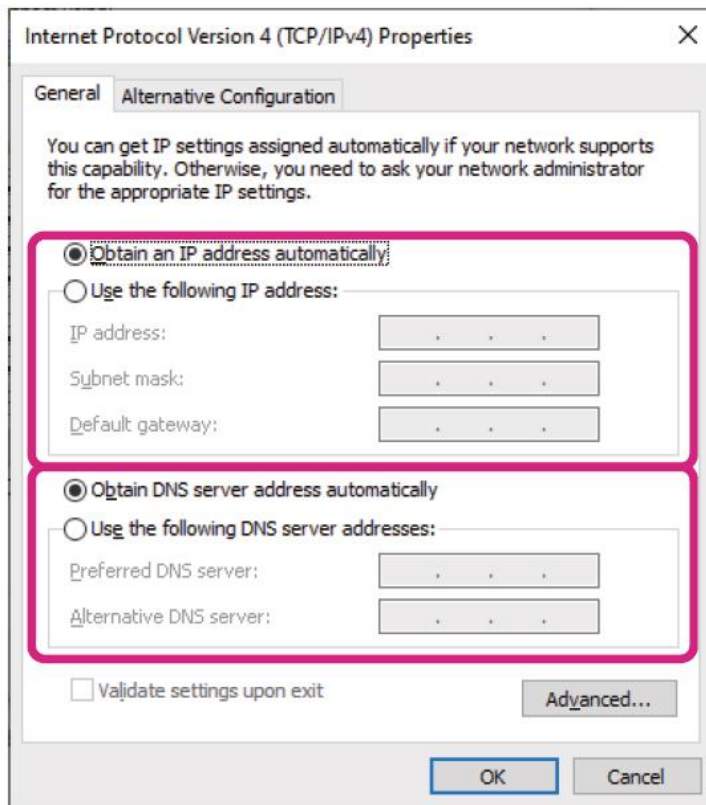 Internet Protocol Version 4 (TCP/IPv4) Properties
General
Alternative Configuration
You can get IP settings assigned automatically if your network supports
this capability. Otherwise, you need to ask your network administrator
for the appropriate IP settings.
Obtain an IP address automatically
Use the following IP address:
IP address:
Subnet mask:
Default gateway:
Obtain DNS server address automatically
Use the following DNS server addresses:
Preferred DNS server:
Alternative DNS server:
Validate settings upon exit
Advanced...
OK
Cancel